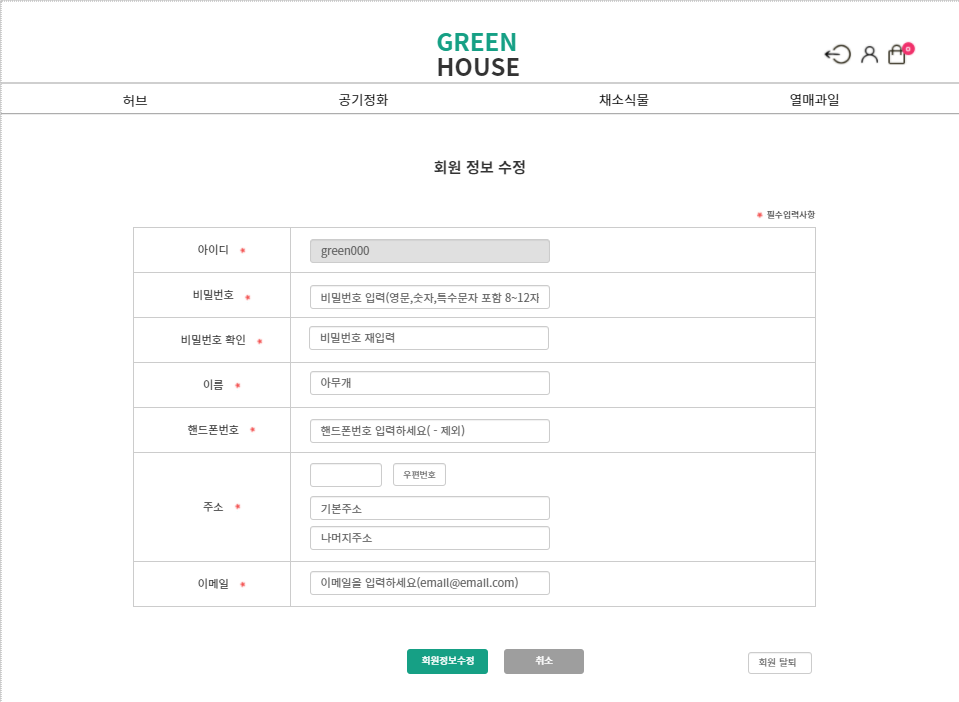 GREEN
HOUSE
0
허브 공기정화 채소식물 열매과일
회원 정보 수정
* 필수입력사항
아이디 * green000
비밀번호 * 비밀번호 입력(영문,숫자,특수문자 포함 8~12자
비밀번호 확인 * 비밀번호 재입력
이름 * 아무개
핸드폰번호 * 핸드폰번호 입력하세요( - 제외)
우편번호
주소 * 기본주소
나머지주소
이메일 * 이메일을 입력하세요(email@email.com)
회원정보수정 취소 회원 탈퇴